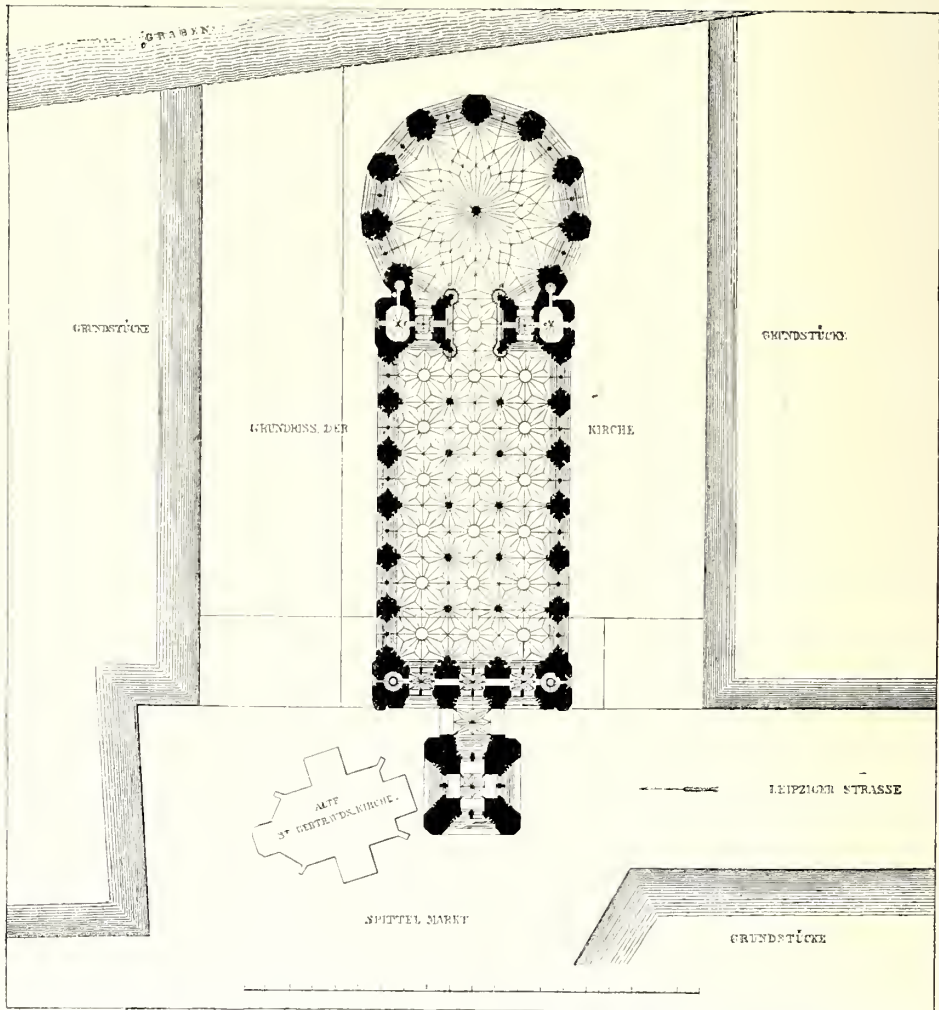 GRABEN
GRUNDSTÜCKE
GRUNDSTÜCKE
GRUNDRISS DER
KIRCHE
ALTE
ST GERTRAUDS KIRCHE.
LEIPZIGER STRASSE
SPITTEL MARKT
GRUNDSTÜCKE